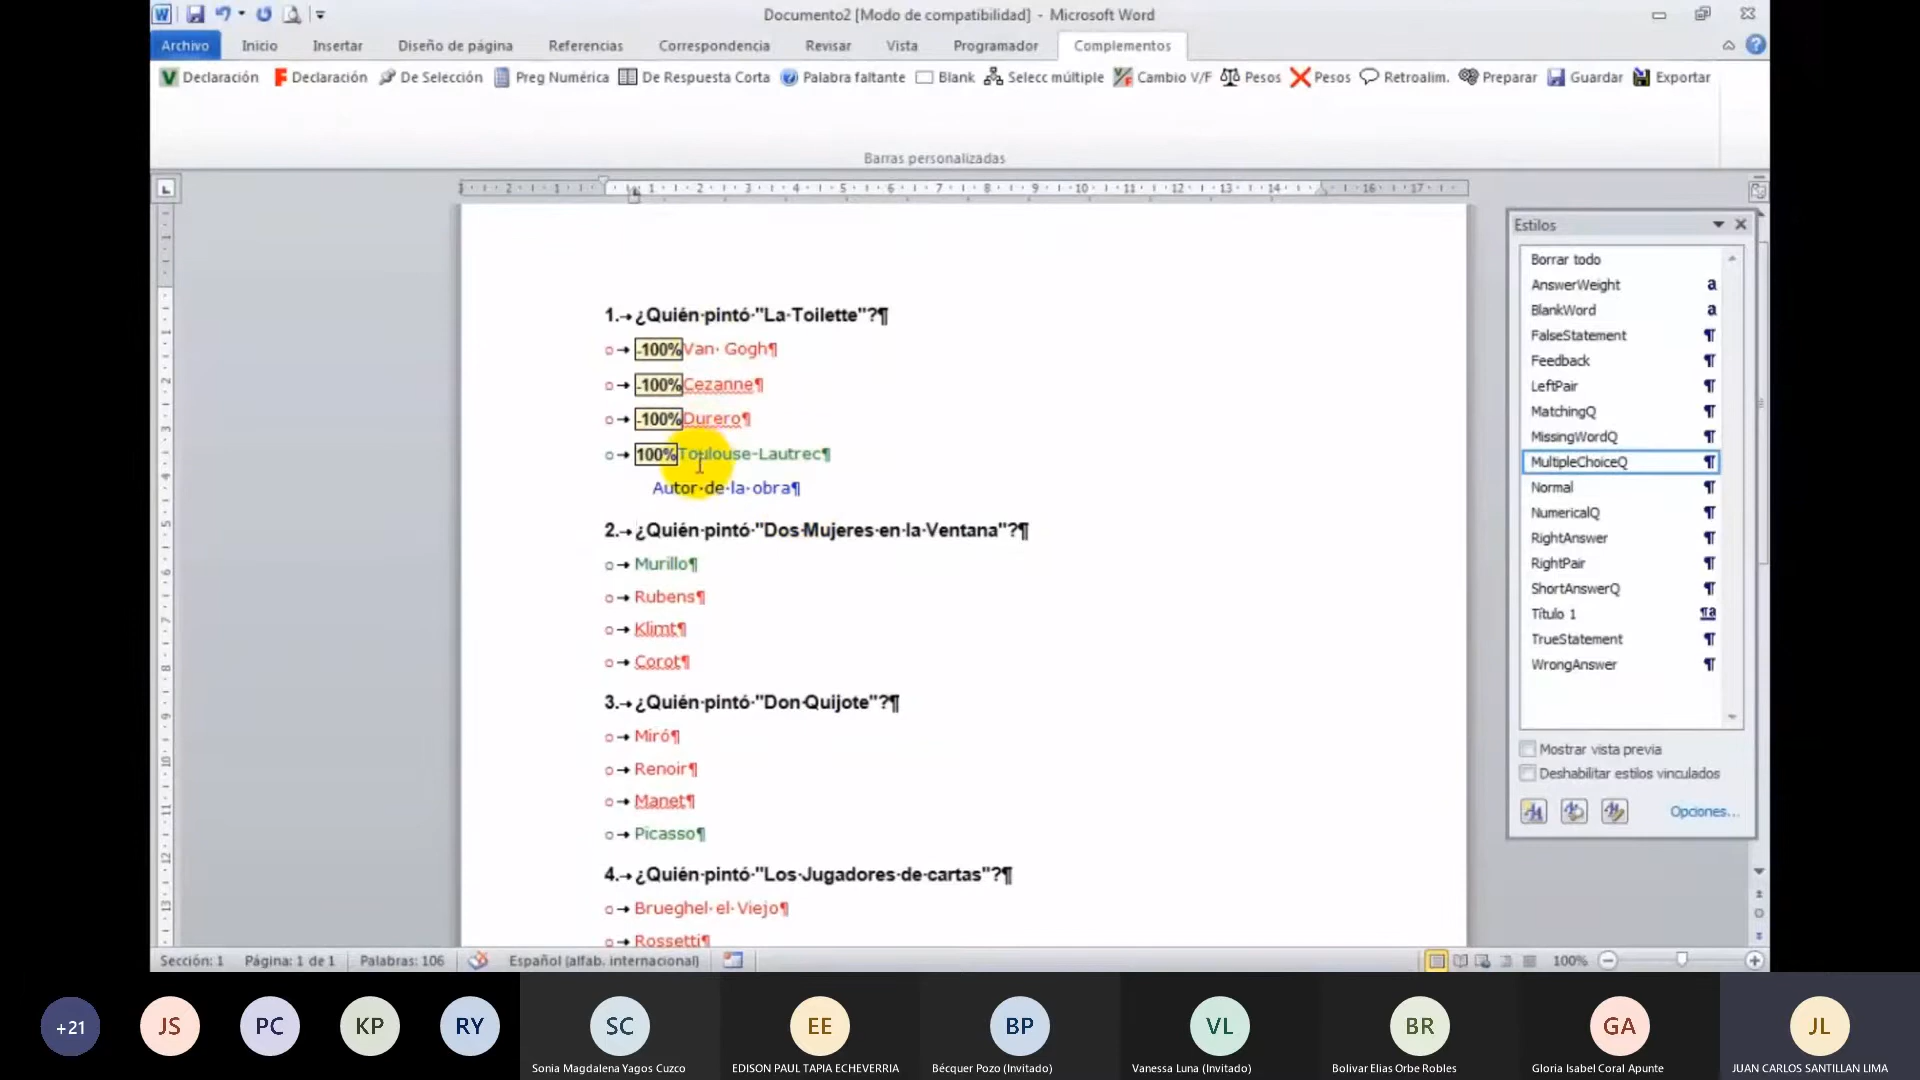 Documento2 [Modo de compatibilidad] - Microsoft Word
Archivo Inicio Insertar Diseño de página Referencias Correspondencia Revisar Vista Programador Complementos
Declaración Declaración De Selección Preg Numérica De Respuesta Corta Palabra faltante Blank Selecc múltiple Cambio V/F Pesos Pesos Retroalim. Preparar Guardar Exportar
Barras personalizadas
1. ¿Quién pintó "La Toilette"?¶
-100%Van Gogh¶
-100%Cezanne¶
-100%Durero¶
100%Toulouse-Lautrec¶
Autor de la obra¶
2. ¿Quién pintó "Dos Mujeres en la Ventana"?¶
Murillo¶
Rubens¶
Klimt¶
Corot¶
3. ¿Quién pintó "Don Quijote"?¶
Miró¶
Renoir¶
Manet¶
Picasso¶
4. ¿Quién pintó "Los Jugadores de cartas"?¶
Brueghel el Viejo¶
Rossetti¶
Estilos
Borrar todo
AnswerWeight a
BlankWord a
FalseStatement ¶
Feedback ¶
LeftPair ¶
MatchingQ ¶
MissingWordQ ¶
MultipleChoiceQ ¶
Normal ¶
NumericalQ ¶
RightAnswer ¶
RightPair ¶
ShortAnswerQ ¶
Título 1 ¶a
TrueStatement ¶
WrongAnswer ¶
Mostrar vista previa
Deshabilitar estilos vinculados
Opciones...
Sección: 1 Página: 1 de 1 Palabras: 106 Español (alfab. internacional) 100%
+21 JS PC KP RY SC EE BP VL BR GA JL
Sonia Magdalena Yagos Cuzco EDISON PAUL TAPIA ECHEVERRIA Bécquer Pozo (Invitado) Vanessa Luna (Invitado) Bolivar Elias Orbe Robles Gloria Isabel Coral Apunte JUAN CARLOS SANTILLAN LIMA